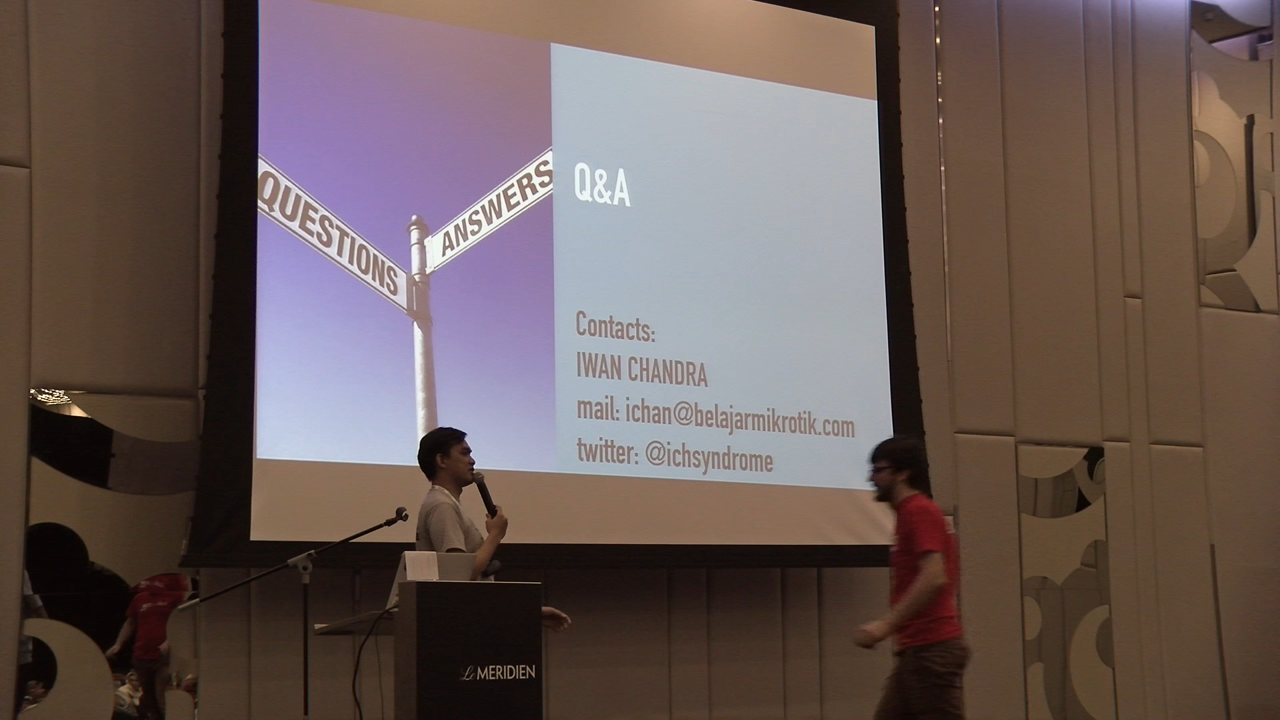 QUESTIONS
ANSWERS
Q&A
Contacts:
IWAN CHANDRA
mail: ichan@belajarmikrotik.com
twitter: @ichsyndrome
Le MERIDIEN